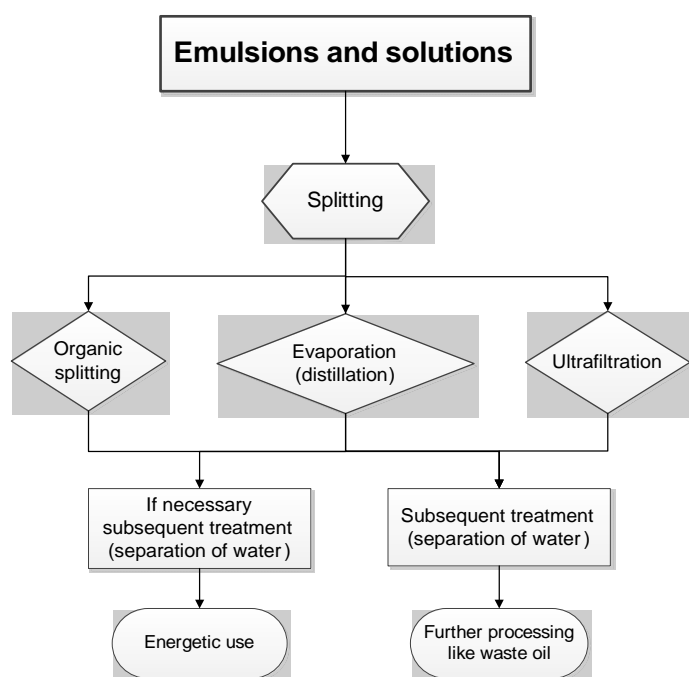 Emulsions and solutions
Splitting
Organic
splitting
Evaporation
(distillation)
Ultrafiltration
If necessary
subsequent treatment
(separation of water)
Subsequent treatment
(separation of water)
Energetic use
Further processing
like waste oil